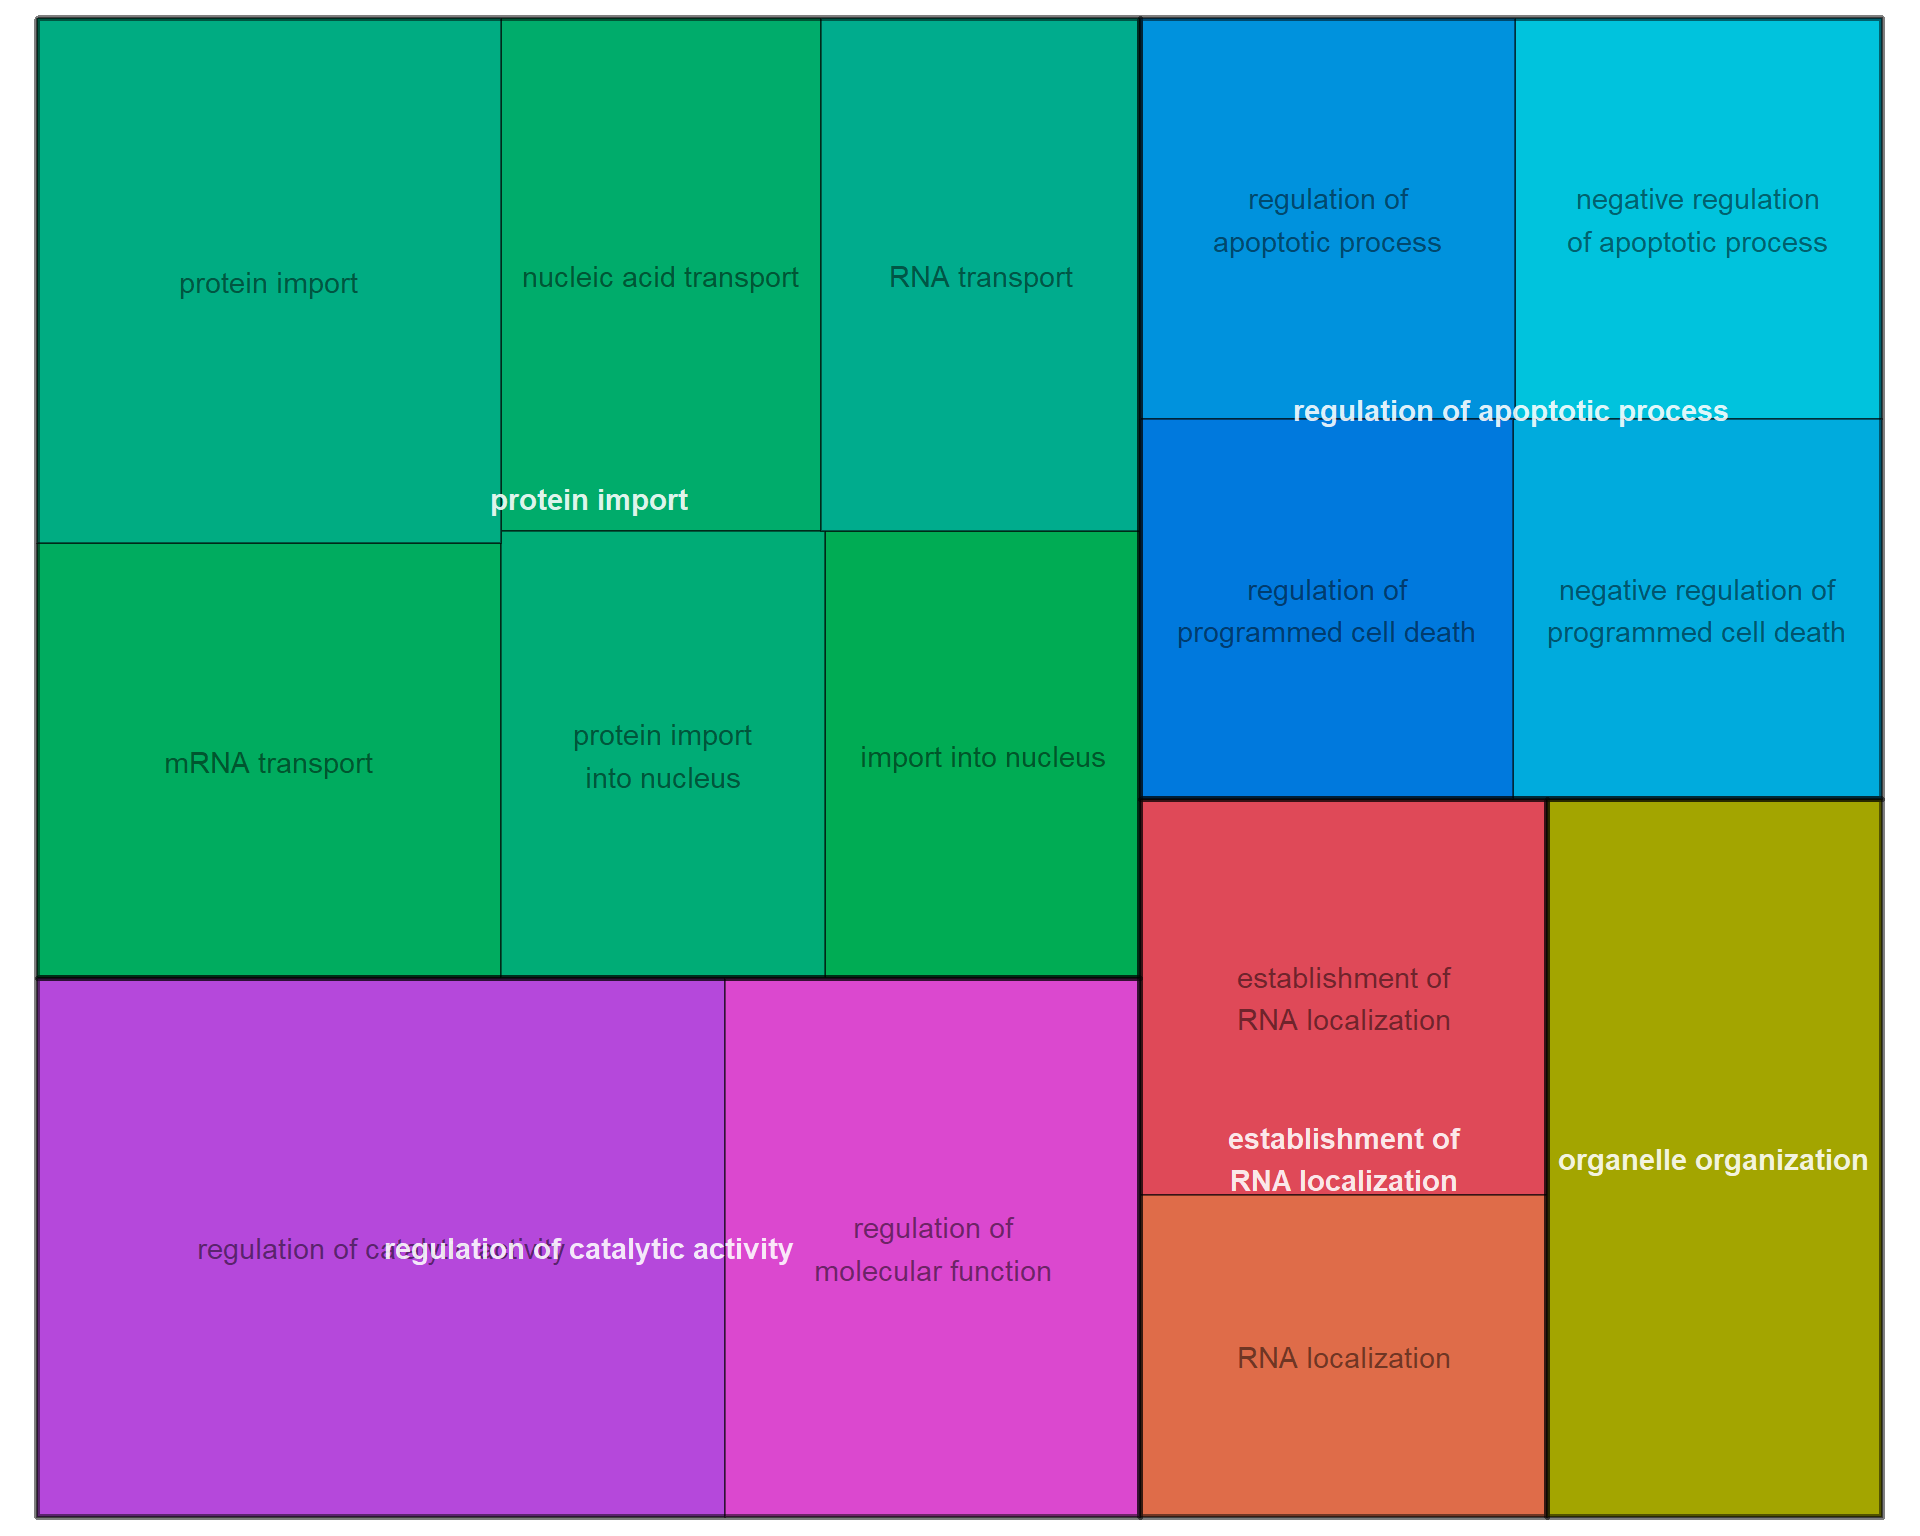 protein import
nucleic acid transport
RNA transport
protein import
mRNA transport
protein import
into nucleus
import into nucleus
regulation of
apoptotic process
negative regulation
of apoptotic process
regulation of apoptotic process
regulation of
programmed cell death
negative regulation of
programmed cell death
regulation of catalytic activity
regulation of catalytic activity
regulation of
molecular function
establishment of
RNA localization
establishment of
RNA localization
RNA localization
organelle organization